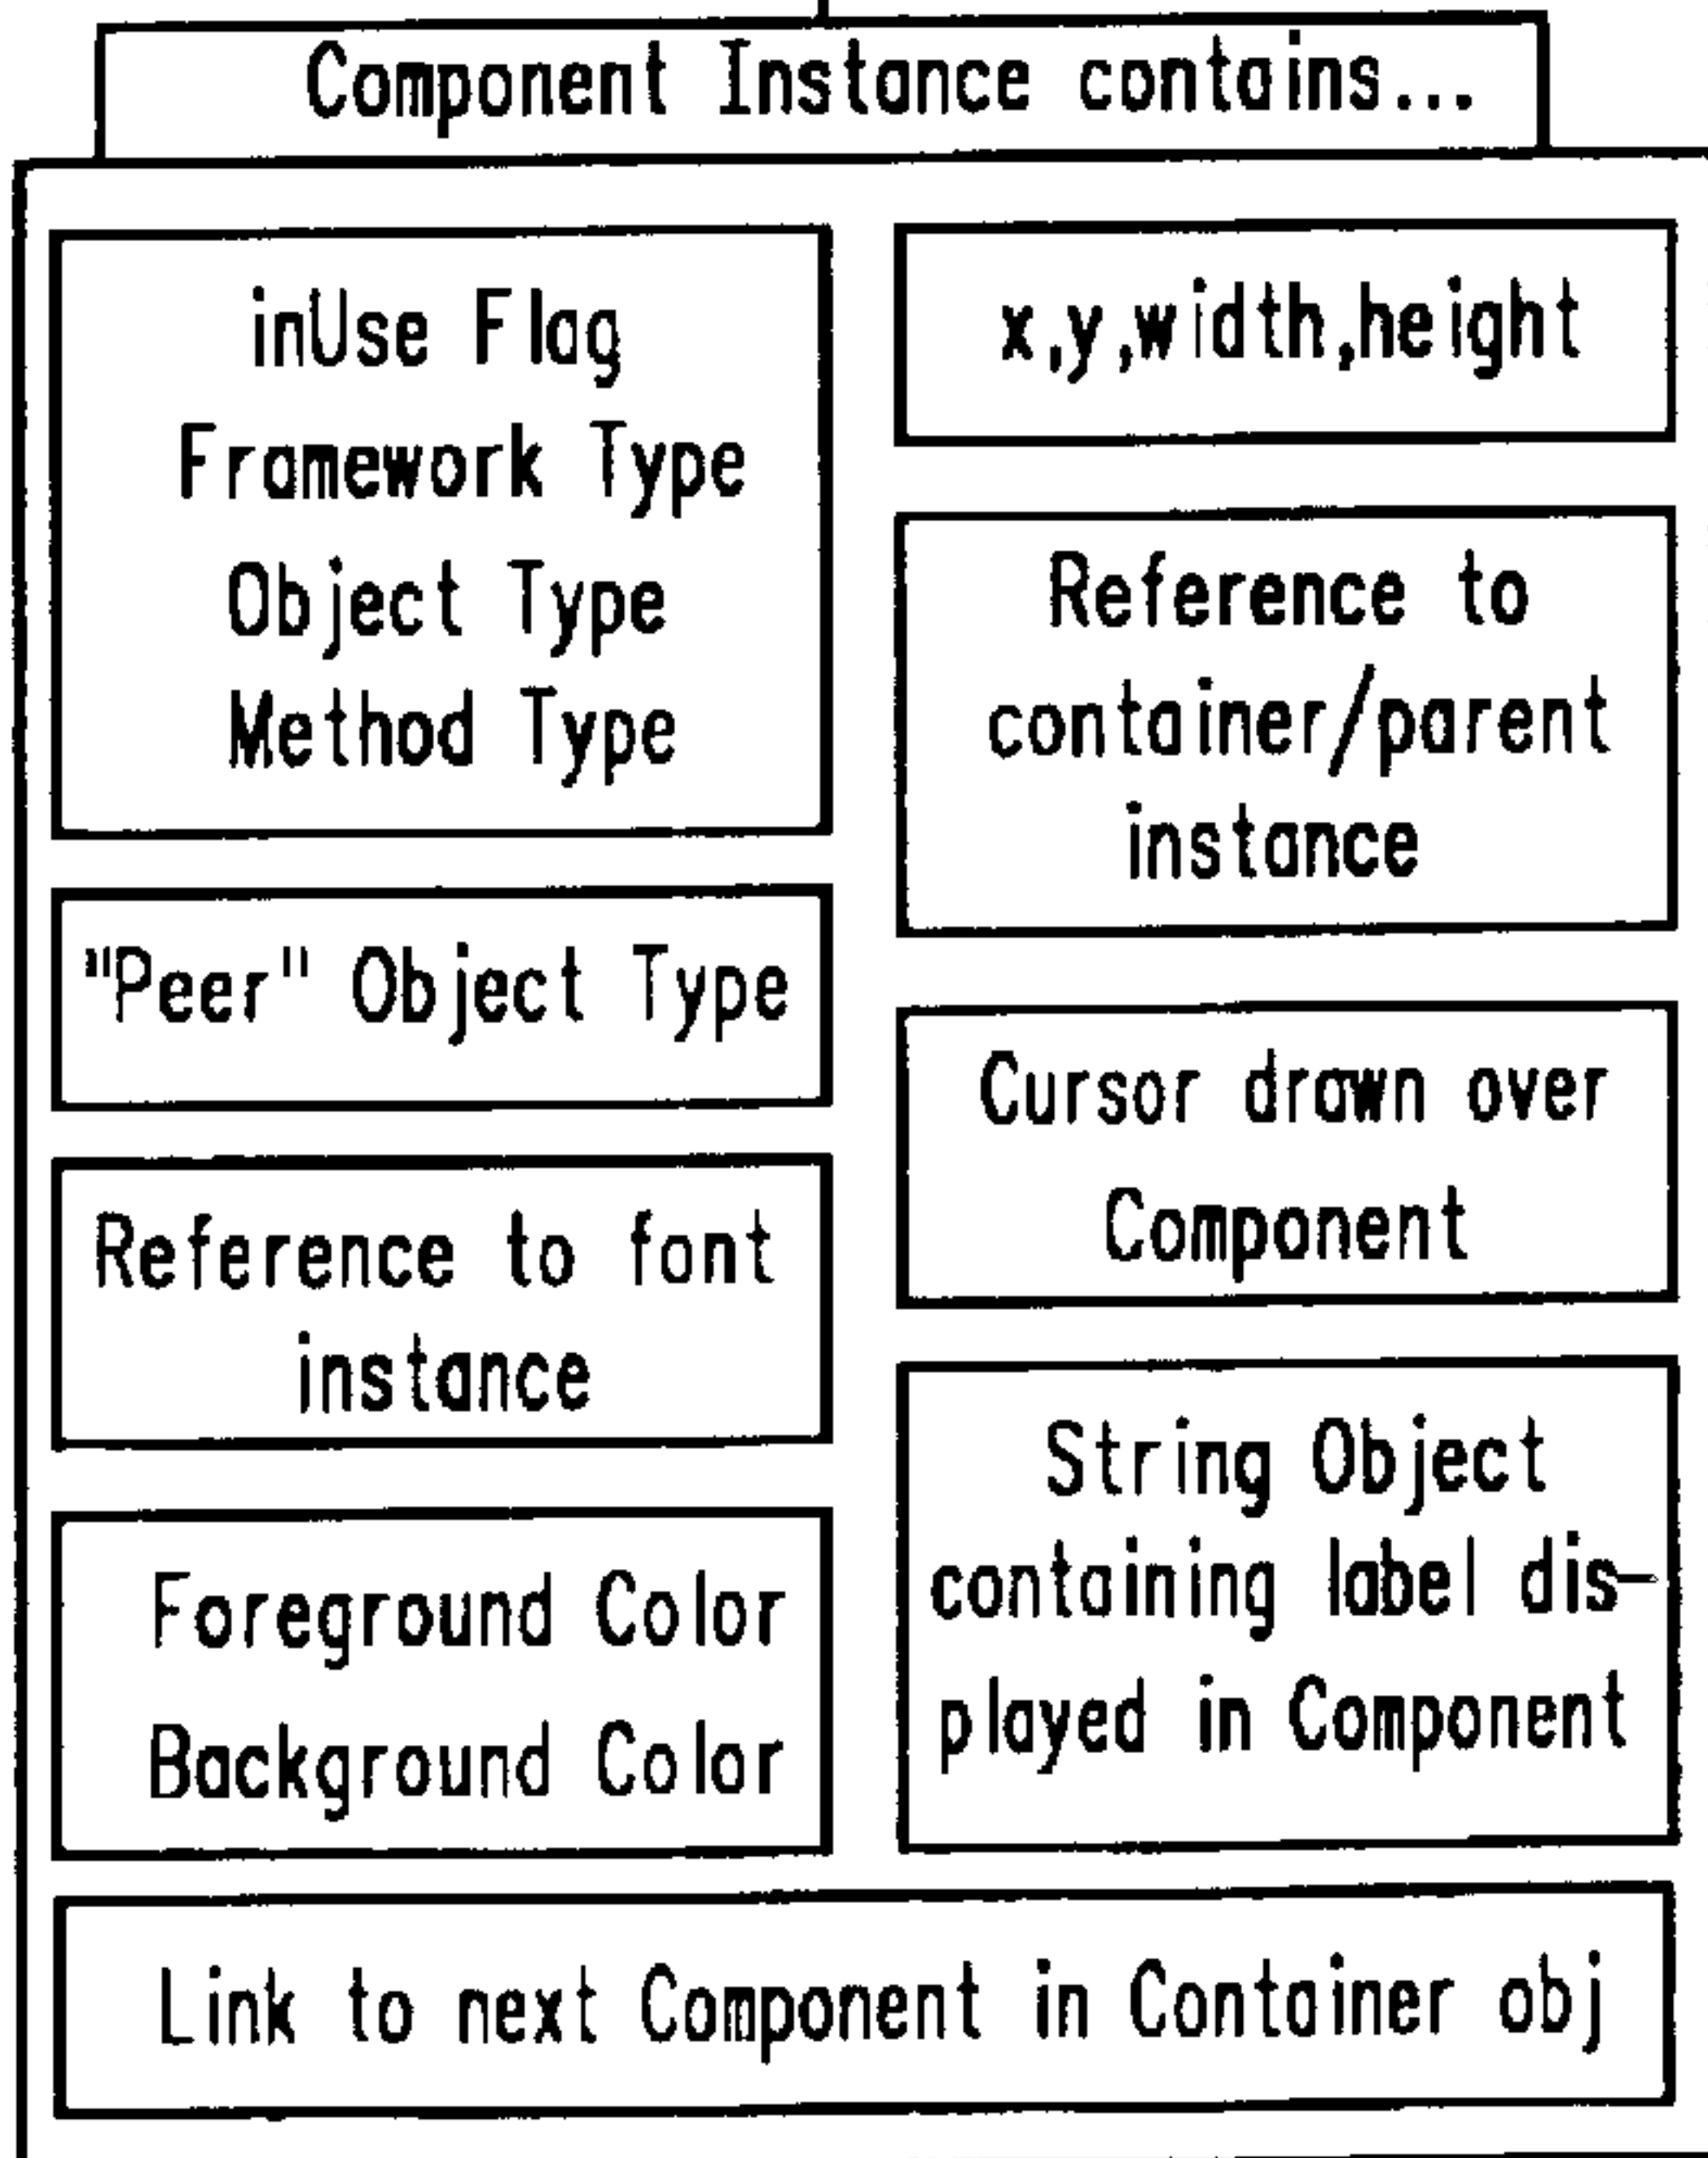 Component Instance contains...
inUse Flag
Framework Type
Object Type
Method Type
"Peer" Object Type
Reference to font
instance
Foreground Color
Background Color
x,y,width,height
Reference to
container/parent
instance
Cursor drawn over
Component
String Object
containing label dis-
played in Component
Link to next Component in Container obj